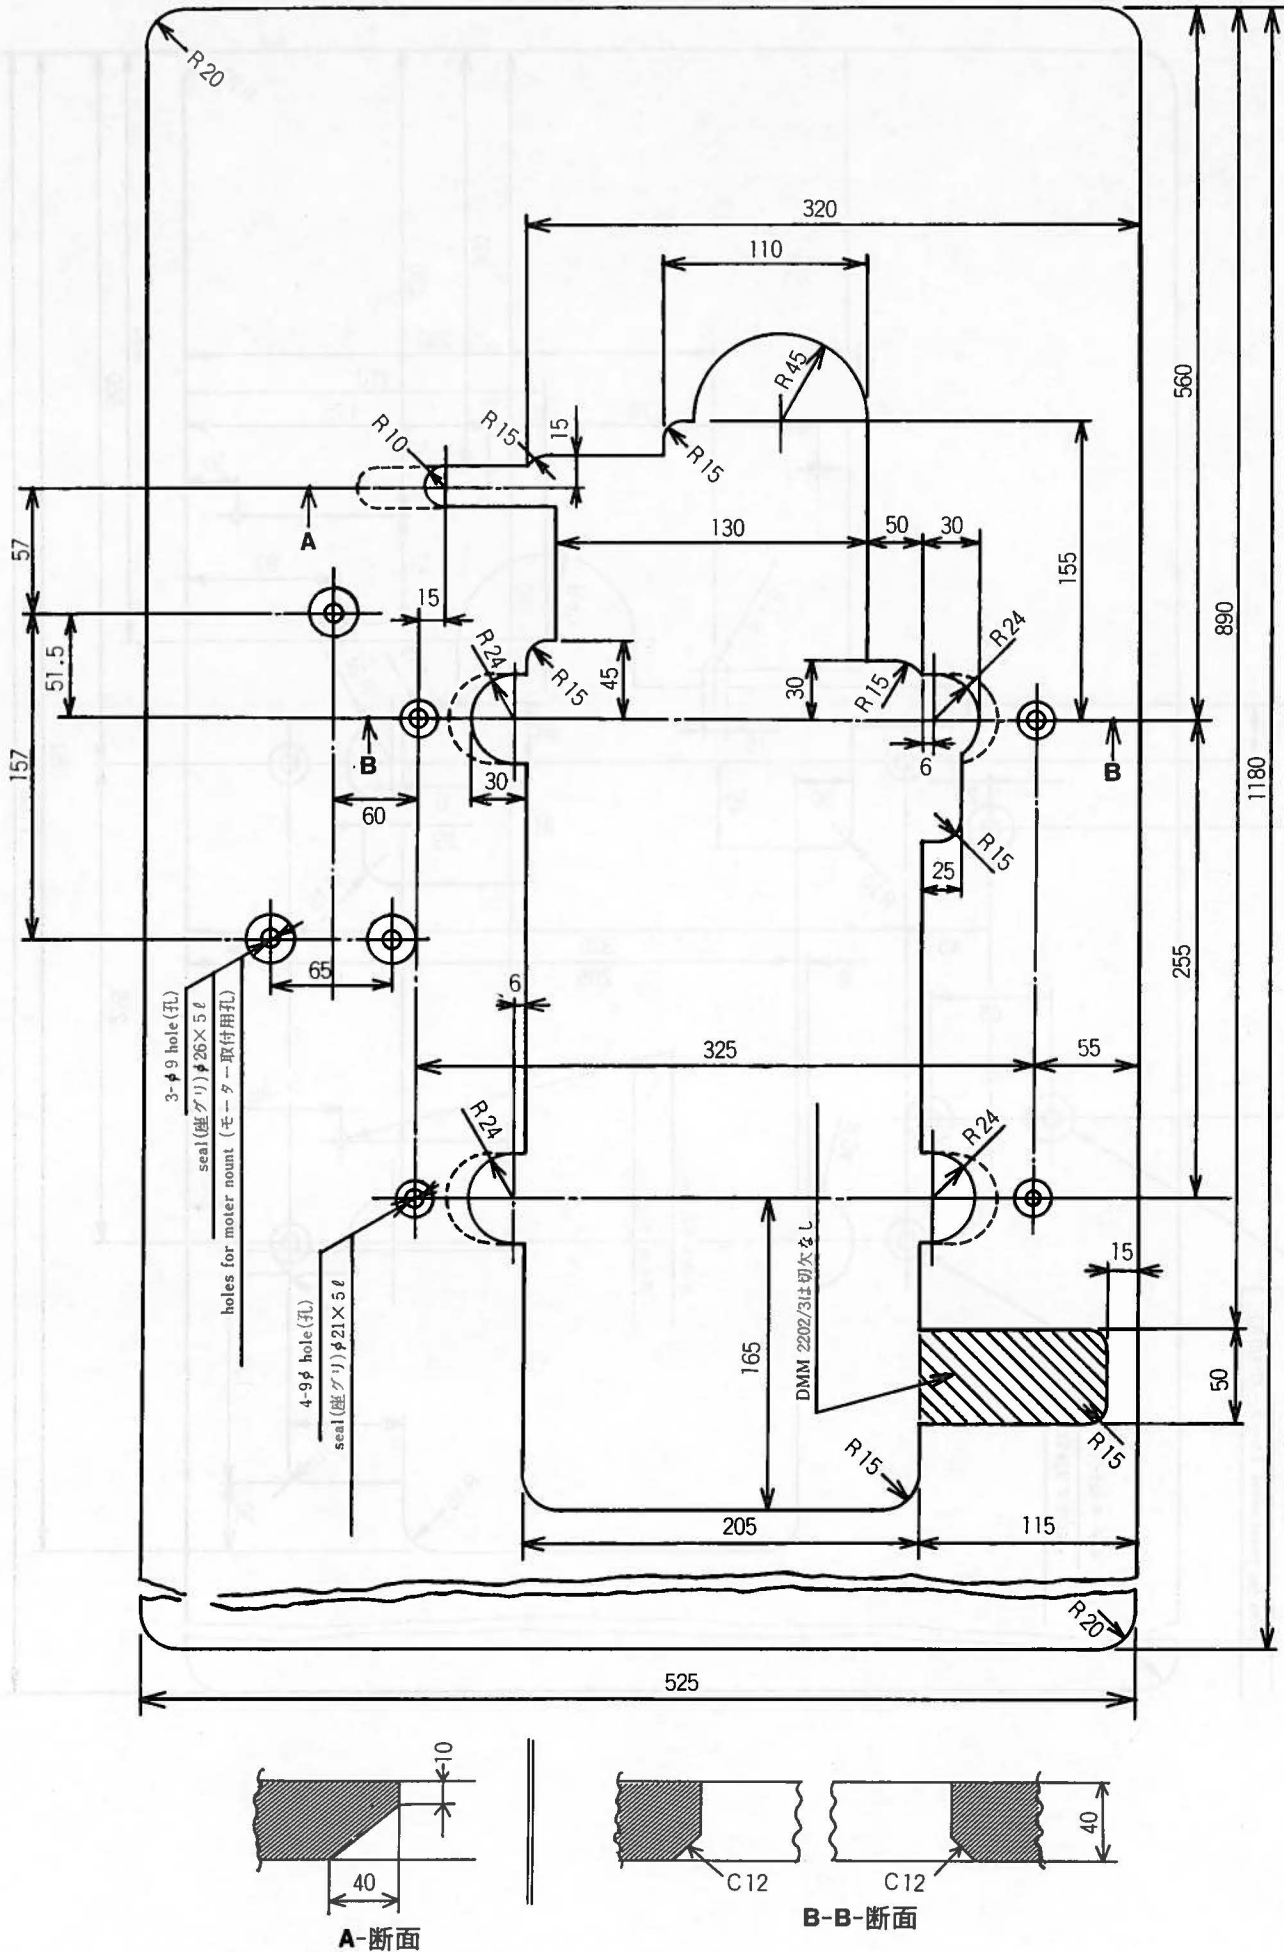 R20
320
110
R45
560
R10
R15
15
R15
57
A
130
50
30
155
890
15
R24
R24
51.5
R15
45
30
R15
1180
157
B
6
B
30
60
R15
25
255
65
6
3-φ9 hole(孔)
seal(座グリ)φ26×5ℓ
holes for moter nount (モーター取付用孔)
325
55
R24
R24
4-9φ hole(孔)
seal(座グリ)φ21×5ℓ
DMM 2202/3は切欠なし
15
165
50
R15
R15
205
115
R20
525
10
40
A-断面
C12
C12
40
B-B-断面